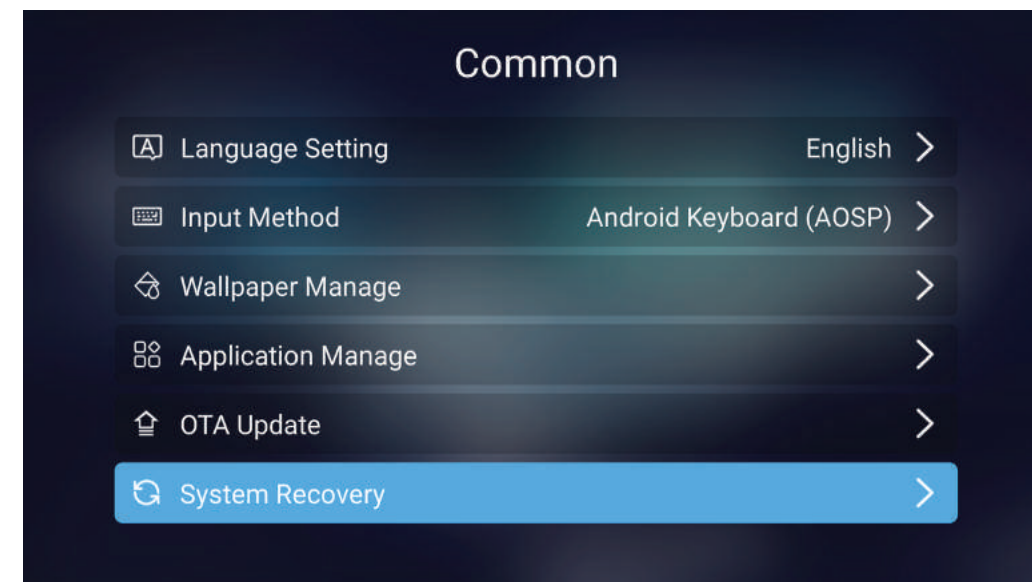 Common
Language Setting English
Input Method Android Keyboard (AOSP)
Wallpaper Manage
Application Manage
OTA Update
System Recovery